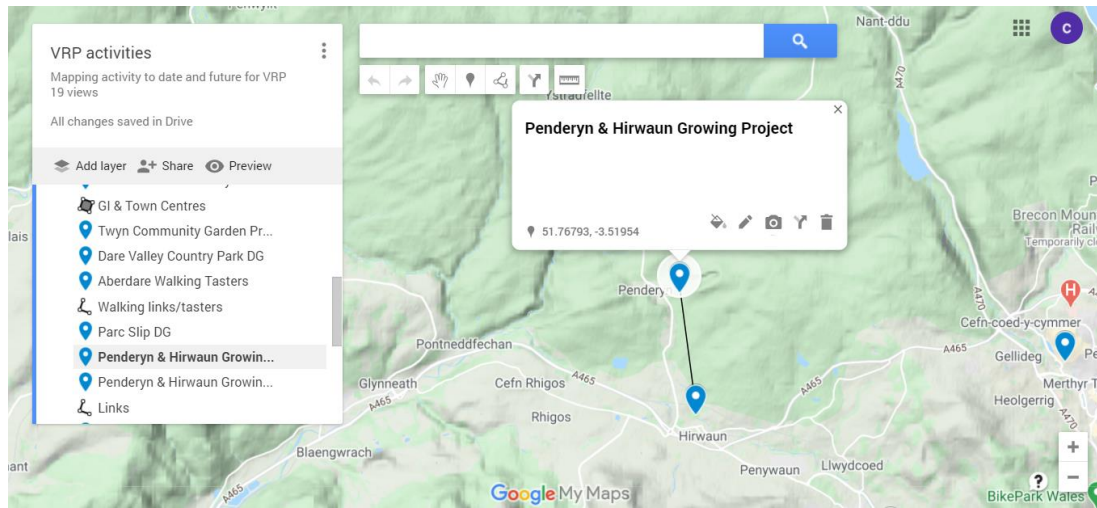 VRP activities
Mapping activity to date and future for VRP
19 views
All changes saved in Drive
Add layer Share Preview
GI & Town Centres
Twyn Community Garden Pr...
Dare Valley Country Park DG
Aberdare Walking Tasters
Walking links/tasters
Parc Slip DG
Penderyn & Hirwaun Growin...
Penderyn & Hirwaun Growin...
Links
Penderyn & Hirwaun Growing Project
51.76793, -3.51954
C
Nant-ddu
A470
Ystradfellte
Brecon Moun
Rail
Temporarily cl
A470
H
Cefn-coed-y-cymmer
A465
Gellideg
Merthyr T
Heolgerrig
A470
Pontneddfechan
Glynneath
Cefn Rhigos
A465
A465
A465
Rhigos
Hirwaun
Blaengwrach
Penywaun
Llwydcoed
A465
Google My Maps
+
?
−
BikePark Wales